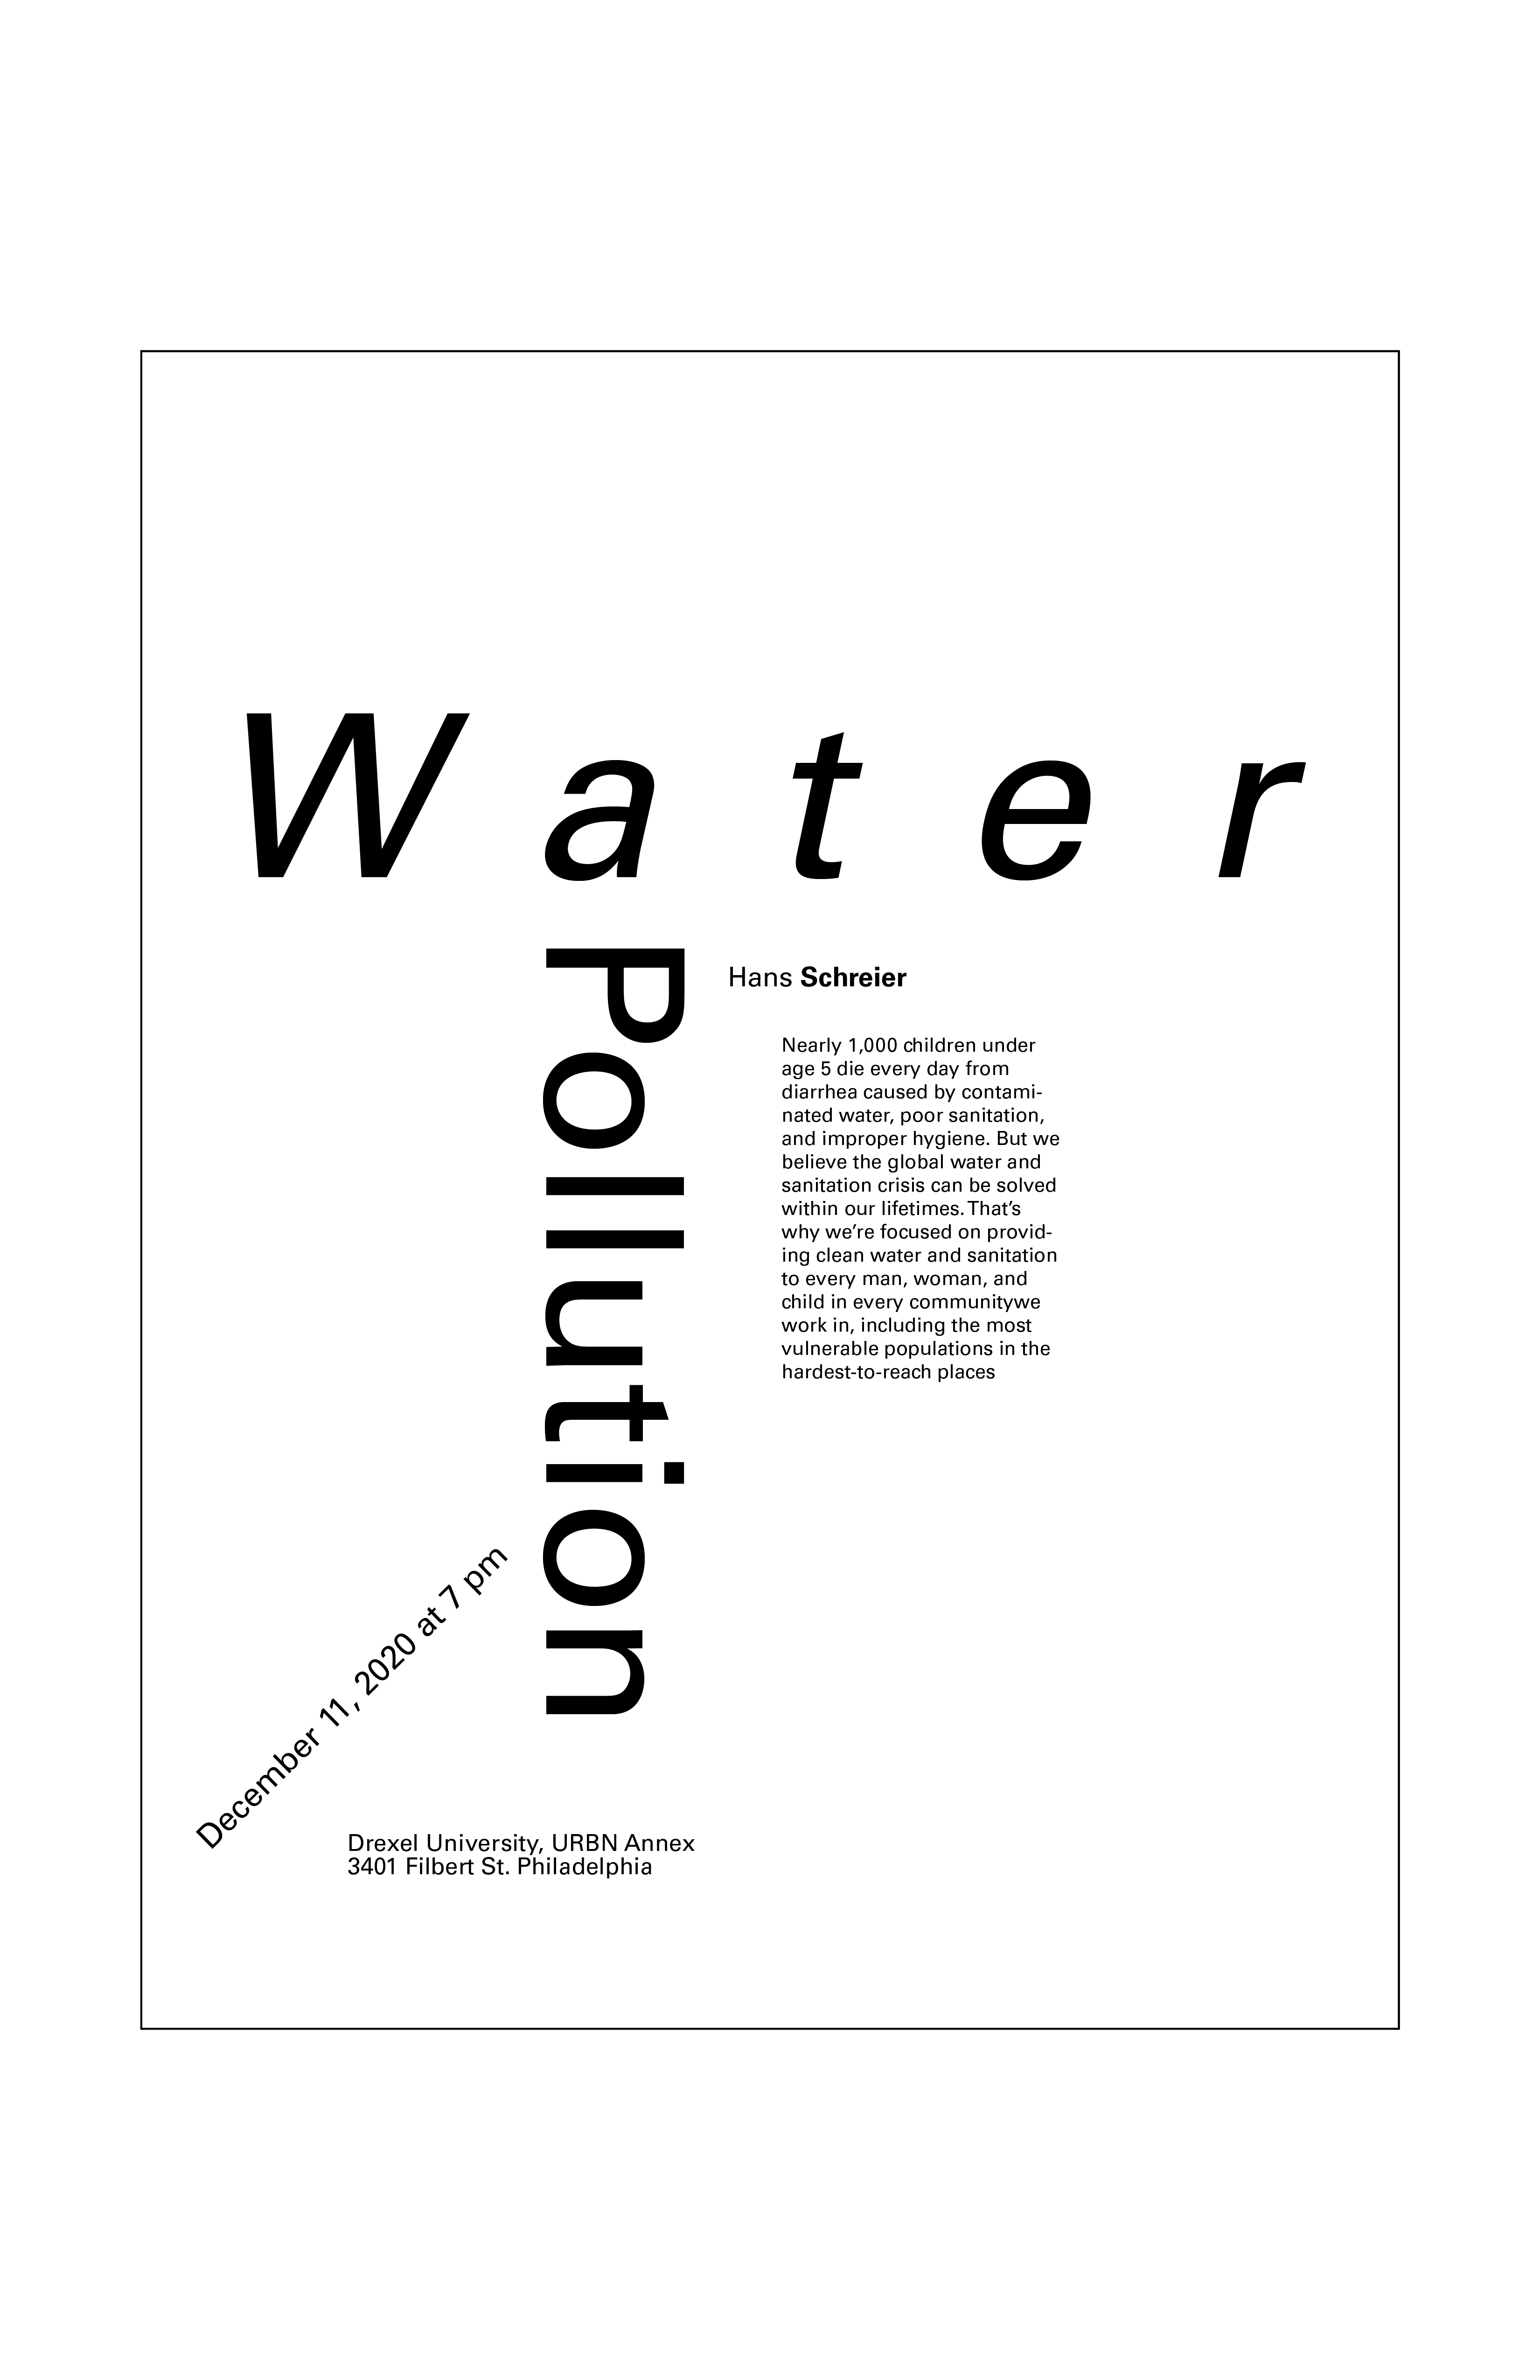 Water
Pollution
Hans Schreier
Nearly 1,000 children under
age 5 die every day from
diarrhea caused by contami-
nated water, poor sanitation,
and improper hygiene. But we
believe the global water and
sanitation crisis can be solved
within our lifetimes. That’s
why we’re focused on provid-
ing clean water and sanitation
to every man, woman, and
child in every communitywe
work in, including the most
vulnerable populations in the
hardest-to-reach places
December 11, 2020 at 7 pm
Drexel University, URBN Annex
3401 Filbert St. Philadelphia